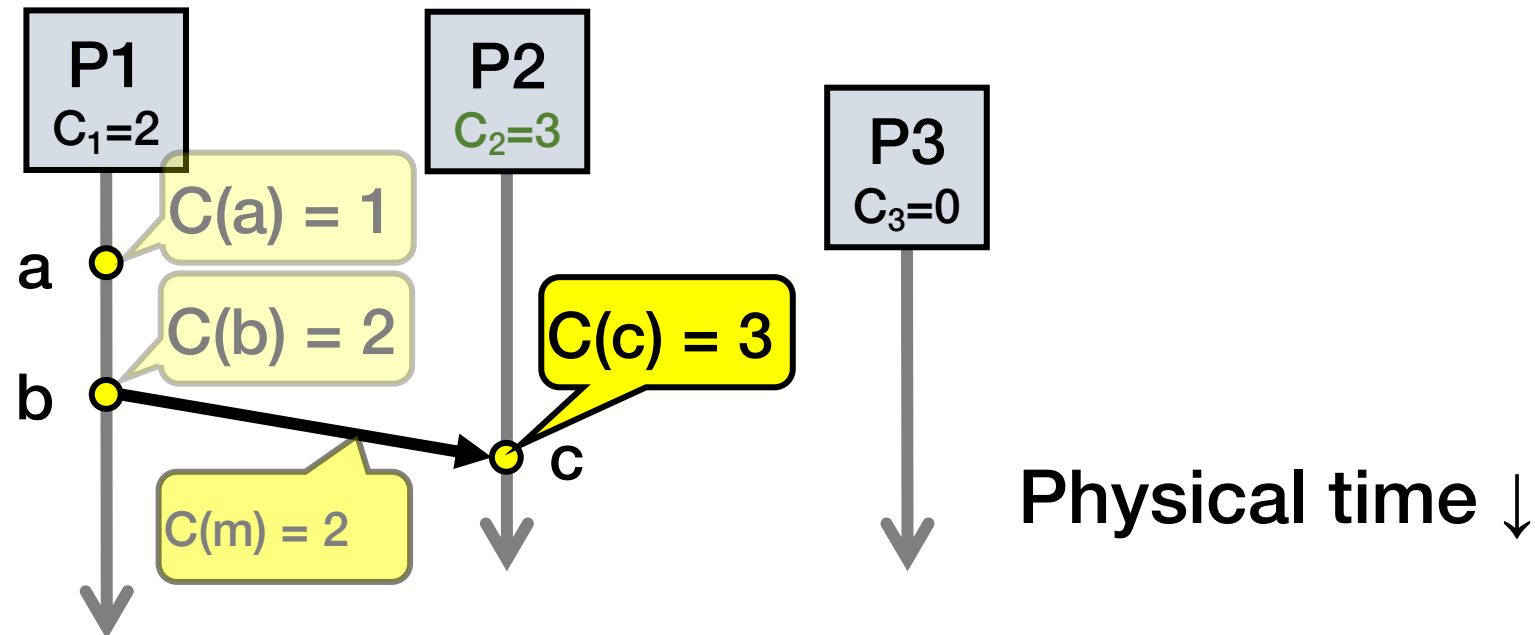 P1
C₁=2
P2
C₂=3
P3
C₃=0
C(a) = 1
a
C(b) = 2
C(c) = 3
b
c
C(m) = 2
Physical time ↓